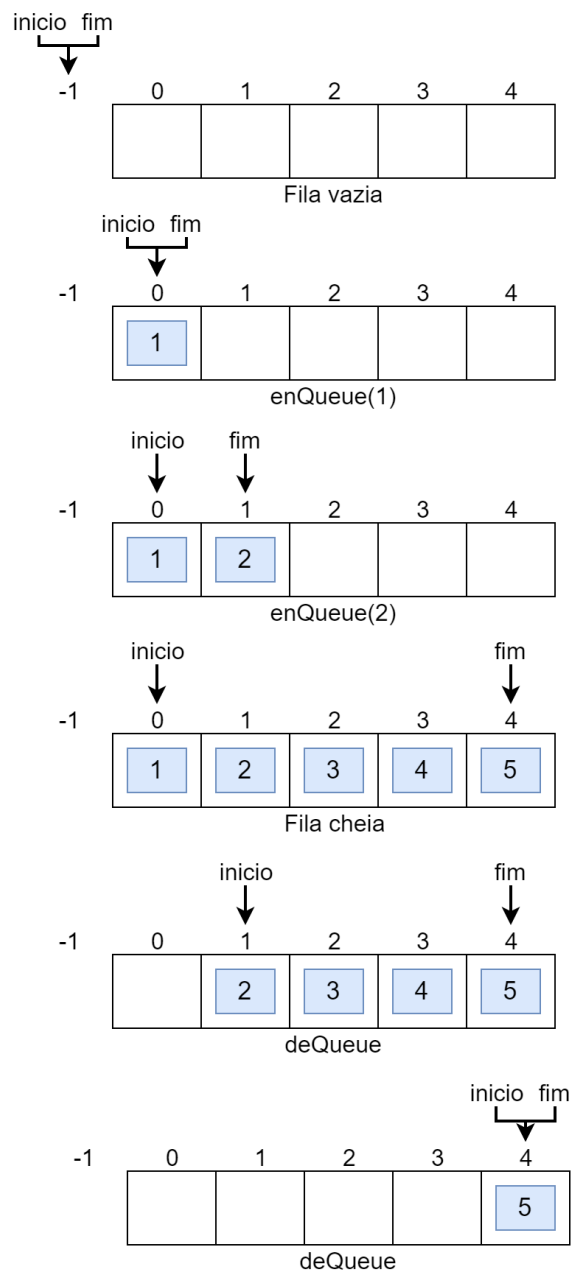 inicio fim
-1 0 1 2 3 4
Fila vazia
inicio fim
-1 0 1 2 3 4
1
enQueue(1)
inicio fim
-1 0 1 2 3 4
1 2
enQueue(2)
inicio fim
-1 0 1 2 3 4
1 2 3 4 5
Fila cheia
inicio fim
-1 0 1 2 3 4
2 3 4 5
deQueue
inicio fim
-1 0 1 2 3 4
5
deQueue